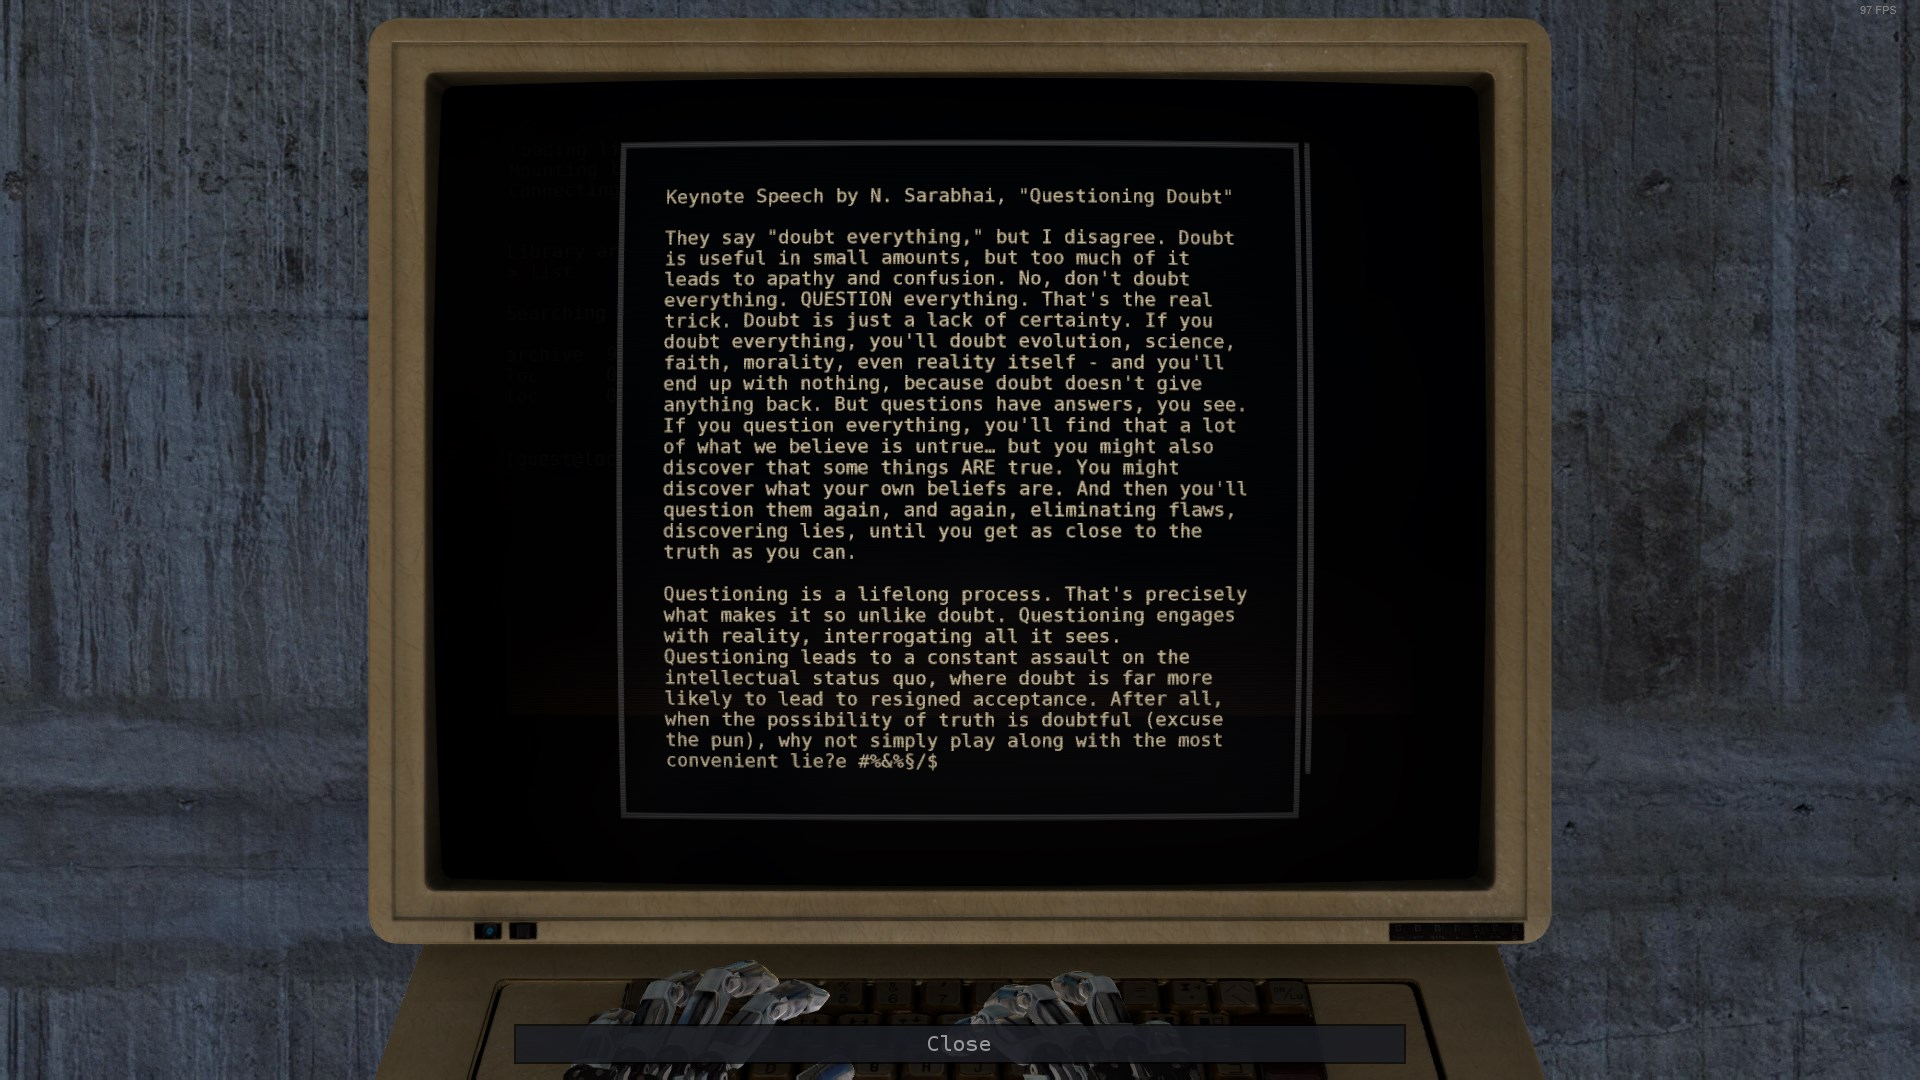 97 FPS
Keynote Speech by N. Sarabhai, "Questioning Doubt"
They say "doubt everything," but I disagree. Doubt
is useful in small amounts, but too much of it
leads to apathy and confusion. No, don't doubt
everything. QUESTION everything. That's the real
trick. Doubt is just a lack of certainty. If you
doubt everything, you'll doubt evolution, science,
faith, morality, even reality itself - and you'll
end up with nothing, because doubt doesn't give
anything back. But questions have answers, you see.
If you question everything, you'll find that a lot
of what we believe is untrue… but you might also
discover that some things ARE true. You might
discover what your own beliefs are. And then you'll
question them again, and again, eliminating flaws,
discovering lies, until you get as close to the
truth as you can.
Questioning is a lifelong process. That's precisely
what makes it so unlike doubt. Questioning engages
with reality, interrogating all it sees.
Questioning leads to a constant assault on the
intellectual status quo, where doubt is far more
likely to lead to resigned acceptance. After all,
when the possibility of truth is doubtful (excuse
the pun), why not simply play along with the most
convenient lie?e #%&%§/$
Close